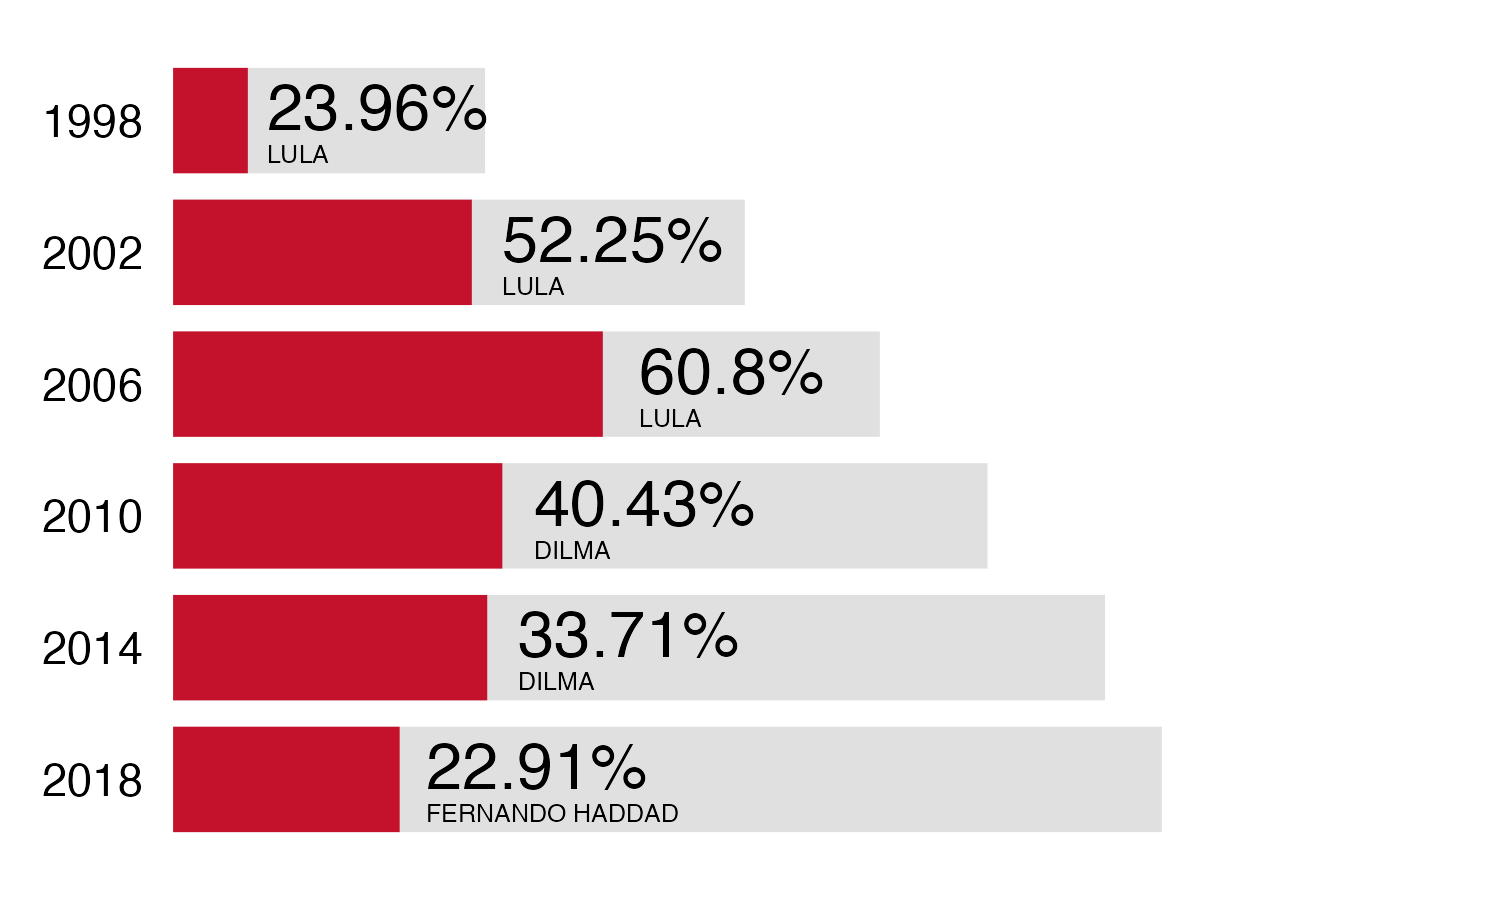 1998
23.96%
LULA
2002
52.25%
LULA
2006
60.8%
LULA
2010
40.43%
DILMA
2014
33.71%
DILMA
2018
22.91%
FERNANDO HADDAD